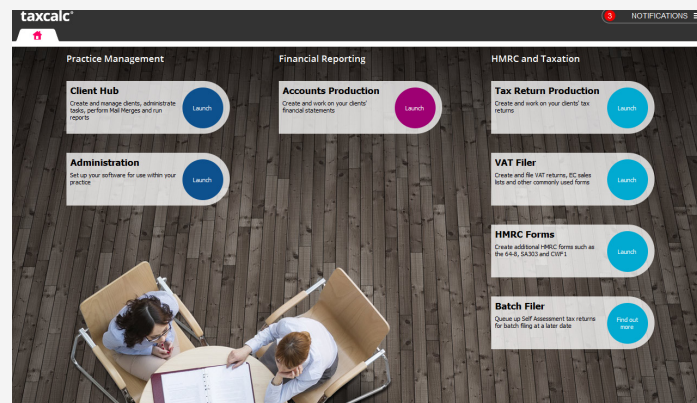 taxcalc®
3 NOTIFICATIONS
Practice Management
Client Hub
Create and manage clients, administrate
tasks, perform Mail Merges and run
reports
Launch
Administration
Set up your software for use within your
practice
Launch
Financial Reporting
Accounts Production
Create and work on your clients'
financial statements
Launch
HMRC and Taxation
Tax Return Production
Create and work on your clients' tax
returns
Launch
VAT Filer
Create and file VAT returns, EC sales
lists and other commonly used forms
Launch
HMRC Forms
Create additional HMRC forms such as
the 64-8, SA303 and CWF1
Launch
Batch Filer
Queue up Self Assessment tax returns
for batch filing at a later date
Find out
more